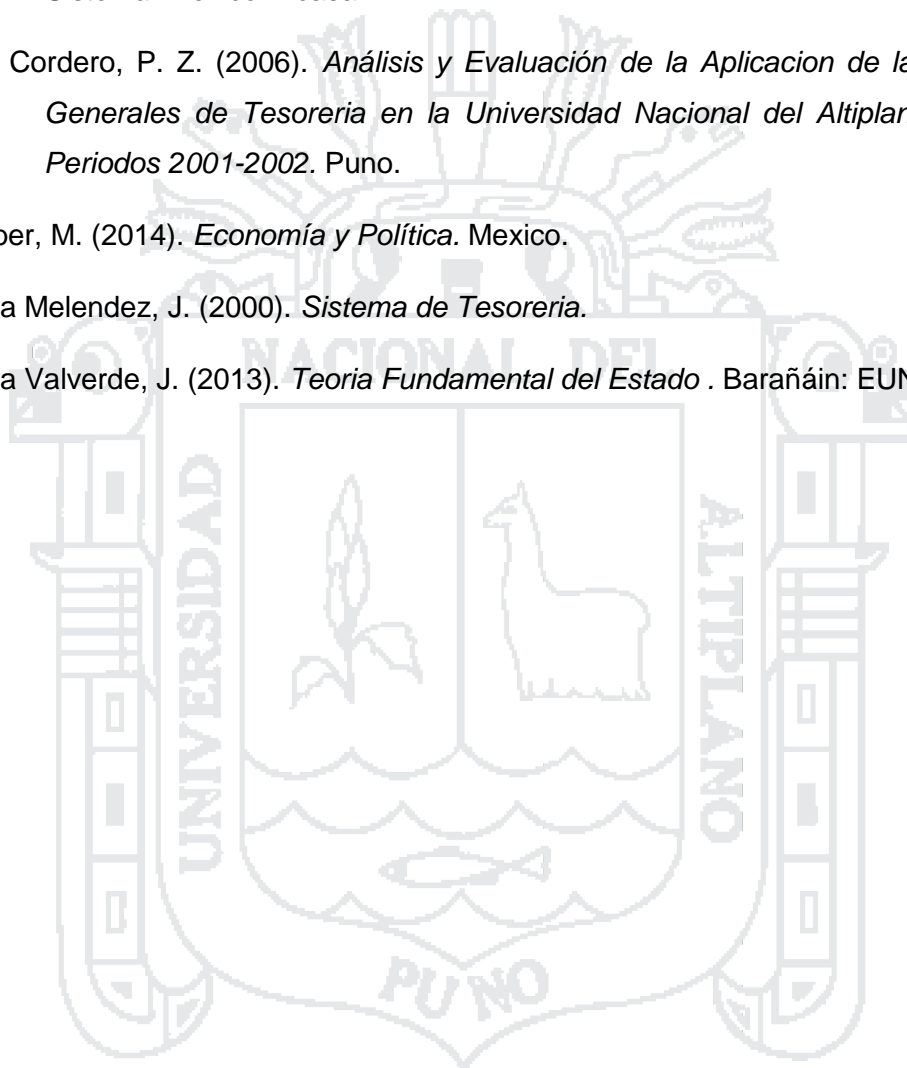 Cordero, P. Z. (2006). Análisis y Evaluación de la Aplicacion de la
Generales de Tesoreria en la Universidad Nacional del Altiplan
Periodos 2001-2002. Puno.
ber, M. (2014). Economía y Política. Mexico.
a Melendez, J. (2000). Sistema de Tesoreria.
a Valverde, J. (2013). Teoria Fundamental del Estado . Barañáin: EUN
NACIONAL DEL
UNIVERSIDAD
ALTIPLANO
PUNO